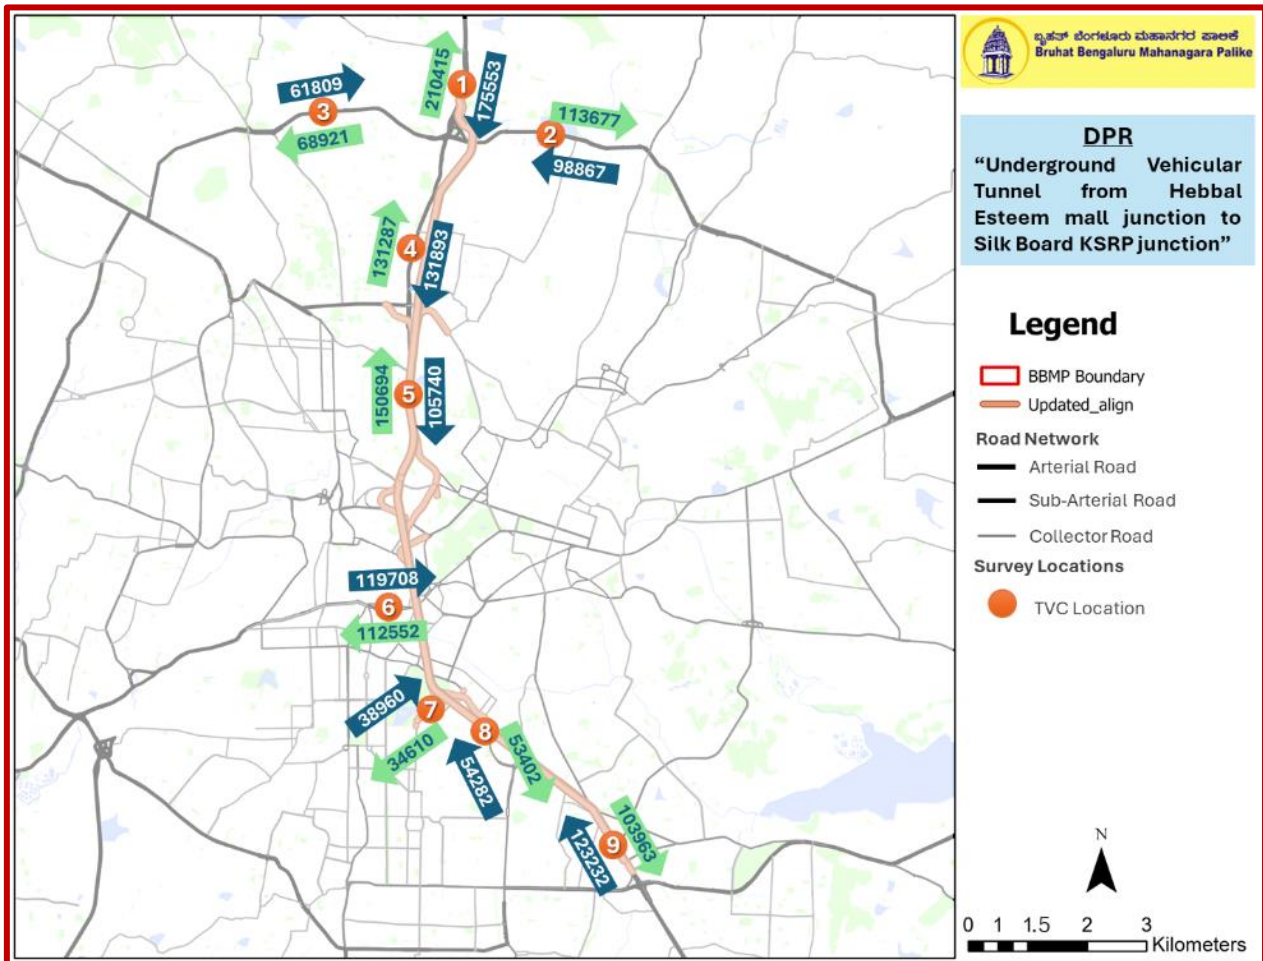 ಬೃಹತ್ ಬೆಂಗಳೂರು ಮಹಾನಗರ ಪಾಲಿಕೆ
Bruhat Bengaluru Mahanagara Palike
DPR
“Underground Vehicular
Tunnel from Hebbal
Esteem mall junction to
Silk Board KSRP junction”
Legend
BBMP Boundary
Updated_align
Road Network
Arterial Road
Sub-Arterial Road
Collector Road
Survey Locations
TVC Location
N
0 1 1.5 2 3
Kilometers
210415
1
175553
61809
3
68921
113677
2
98867
131287
4
131893
150694
5
105740
119708
6
112552
38960
7
34610
8
53402
54282
103963
9
123232